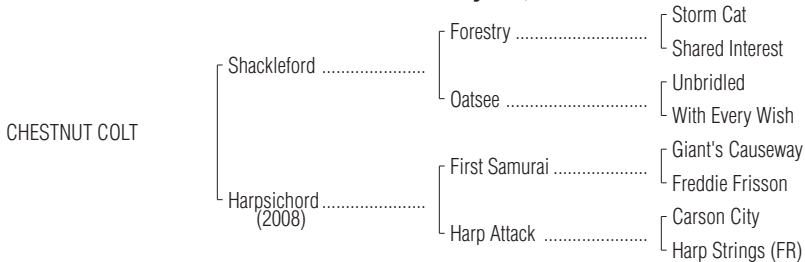 Storm Cat
Forestry ..............................
Shared Interest
Shackleford .......................
Unbridled
Oatsee ................................
With Every Wish
CHESTNUT COLT
Giant's Causeway
First Samurai .....................
Freddie Frisson
Harpsichord .......................
(2008)
Carson City
Harp Attack .......................
Harp Strings (FR)